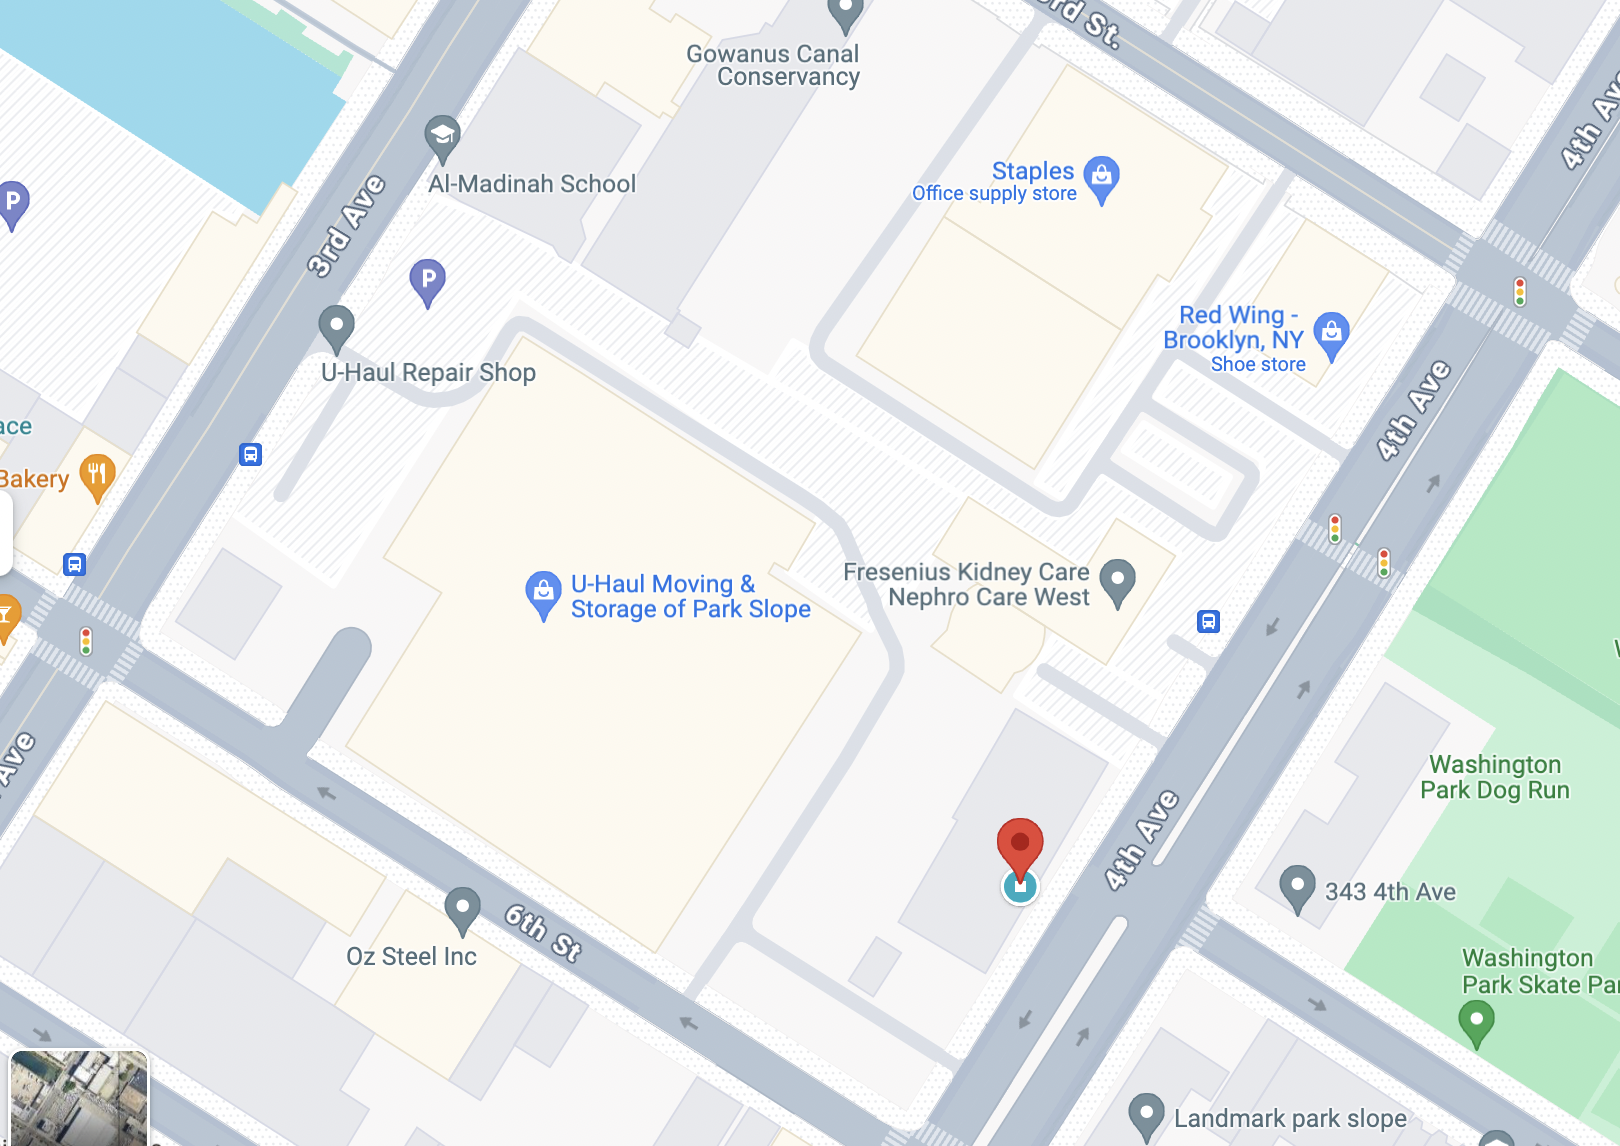 3rd St.
Gowanus Canal
Conservancy
4th Ave
Al-Madinah School
Staples
Office supply store
P
3rd Ave
P
Red Wing -
Brooklyn, NY
Shoe store
U-Haul Repair Shop
4th Ave
ace
Bakery
Fresenius Kidney Care
Nephro Care West
U-Haul Moving &
Storage of Park Slope
Ave
Washington
Park Dog Run
4th Ave
343 4th Ave
6th St
Oz Steel Inc
Washington
Park Skate Par
Landmark park slope